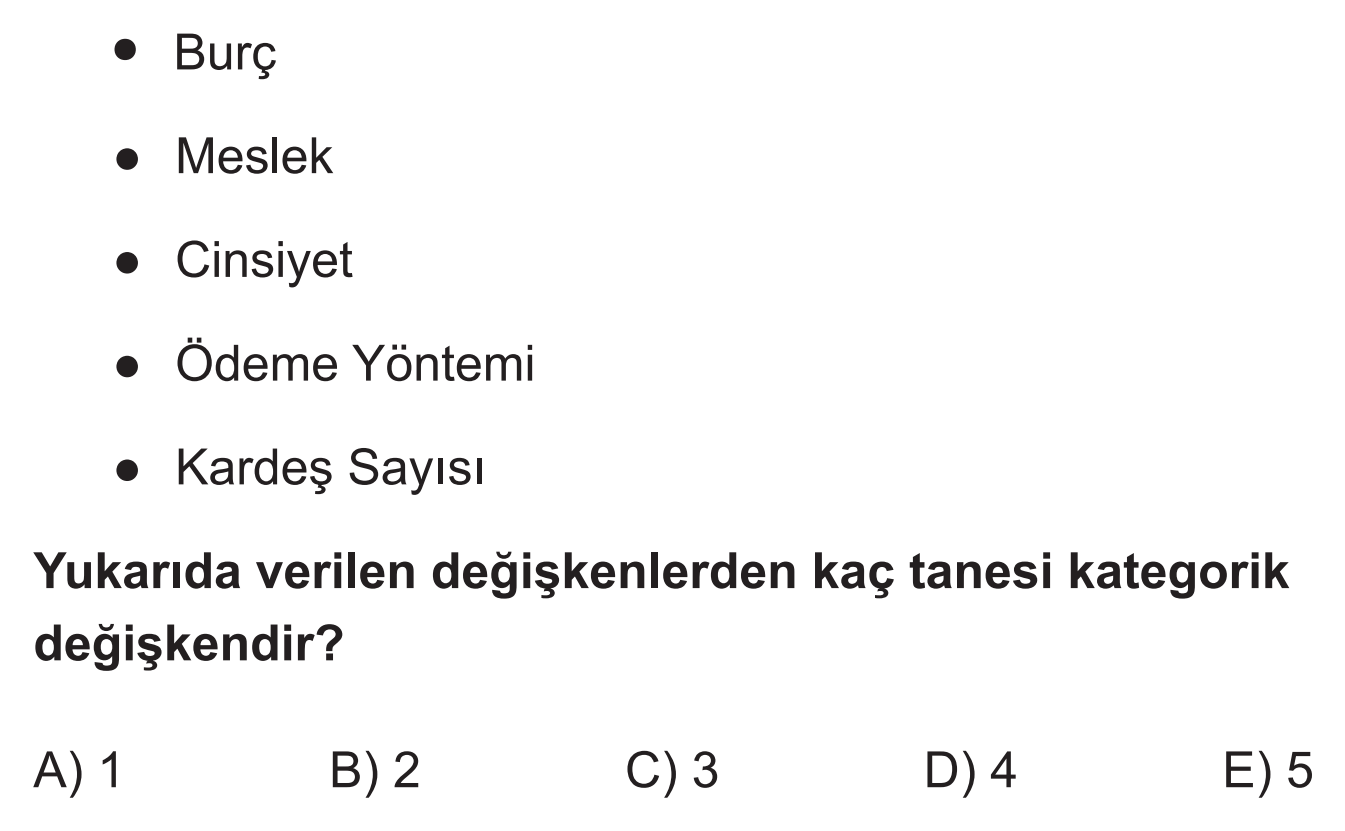 • Burç
• Meslek
• Cinsiyet
• Ödeme Yöntemi
• Kardeş Sayısı
Yukarıda verilen değişkenlerden kaç tanesi kategorik
değişkendir?
A) 1 B) 2 C) 3 D) 4 E) 5